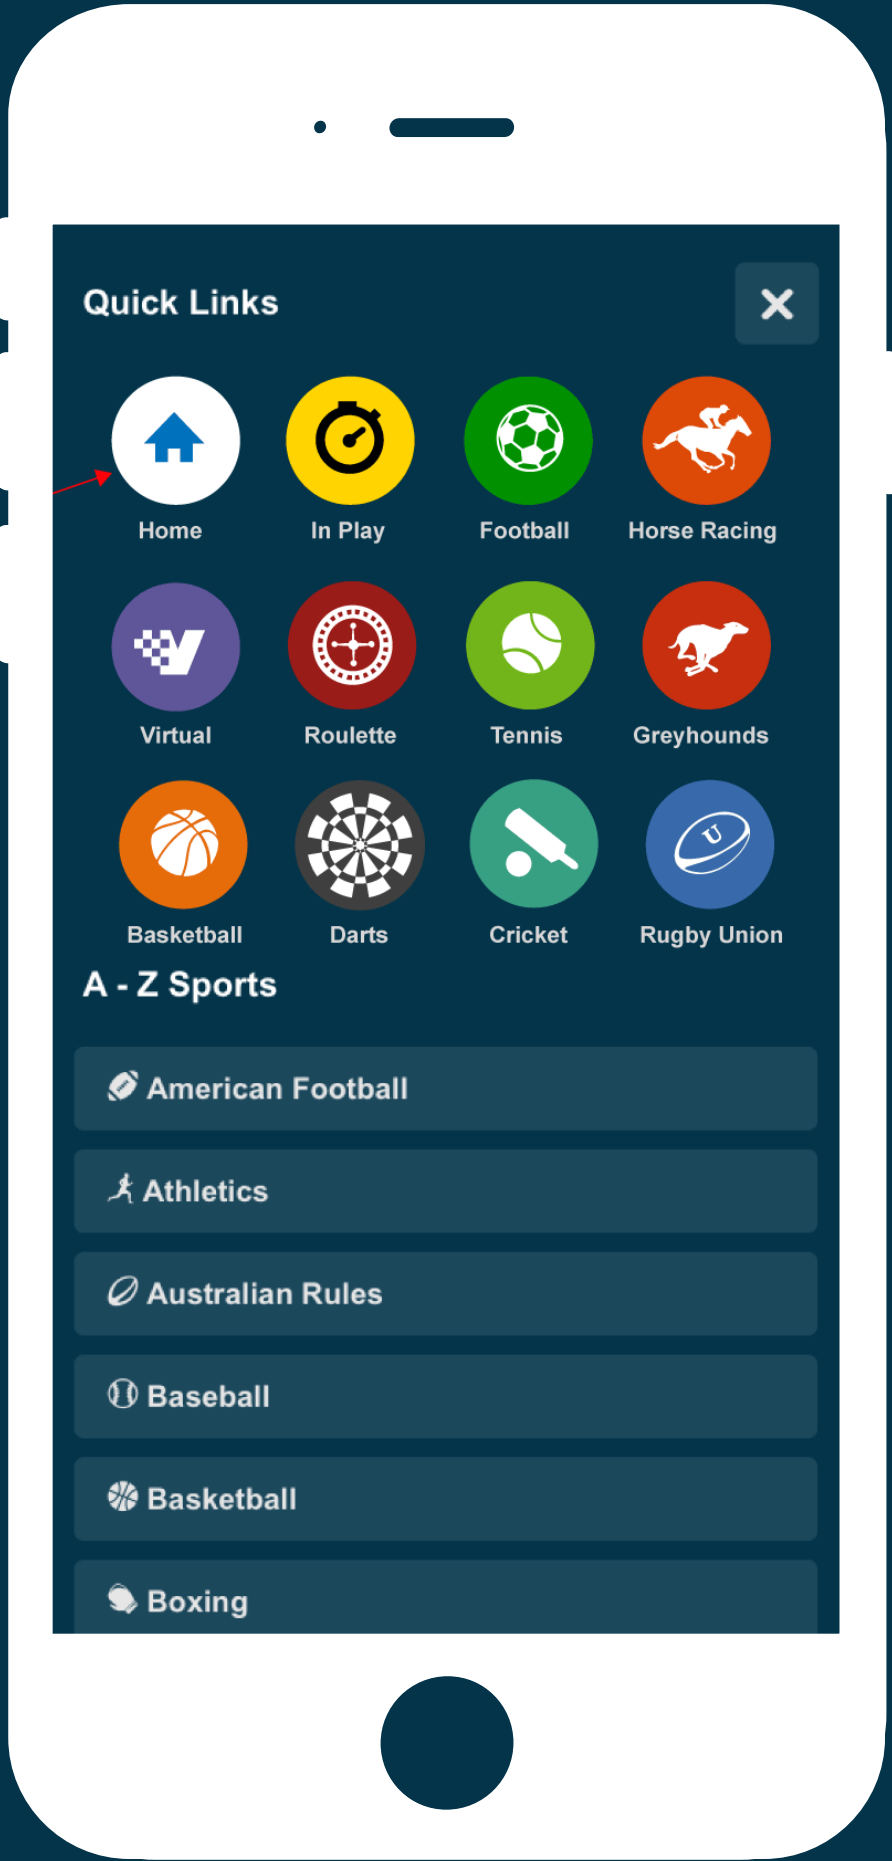 Quick Links
Home In Play Football Horse Racing
Virtual Roulette Tennis Greyhounds
Basketball Darts Cricket Rugby Union
A - Z Sports
American Football
Athletics
Australian Rules
Baseball
Basketball
Boxing